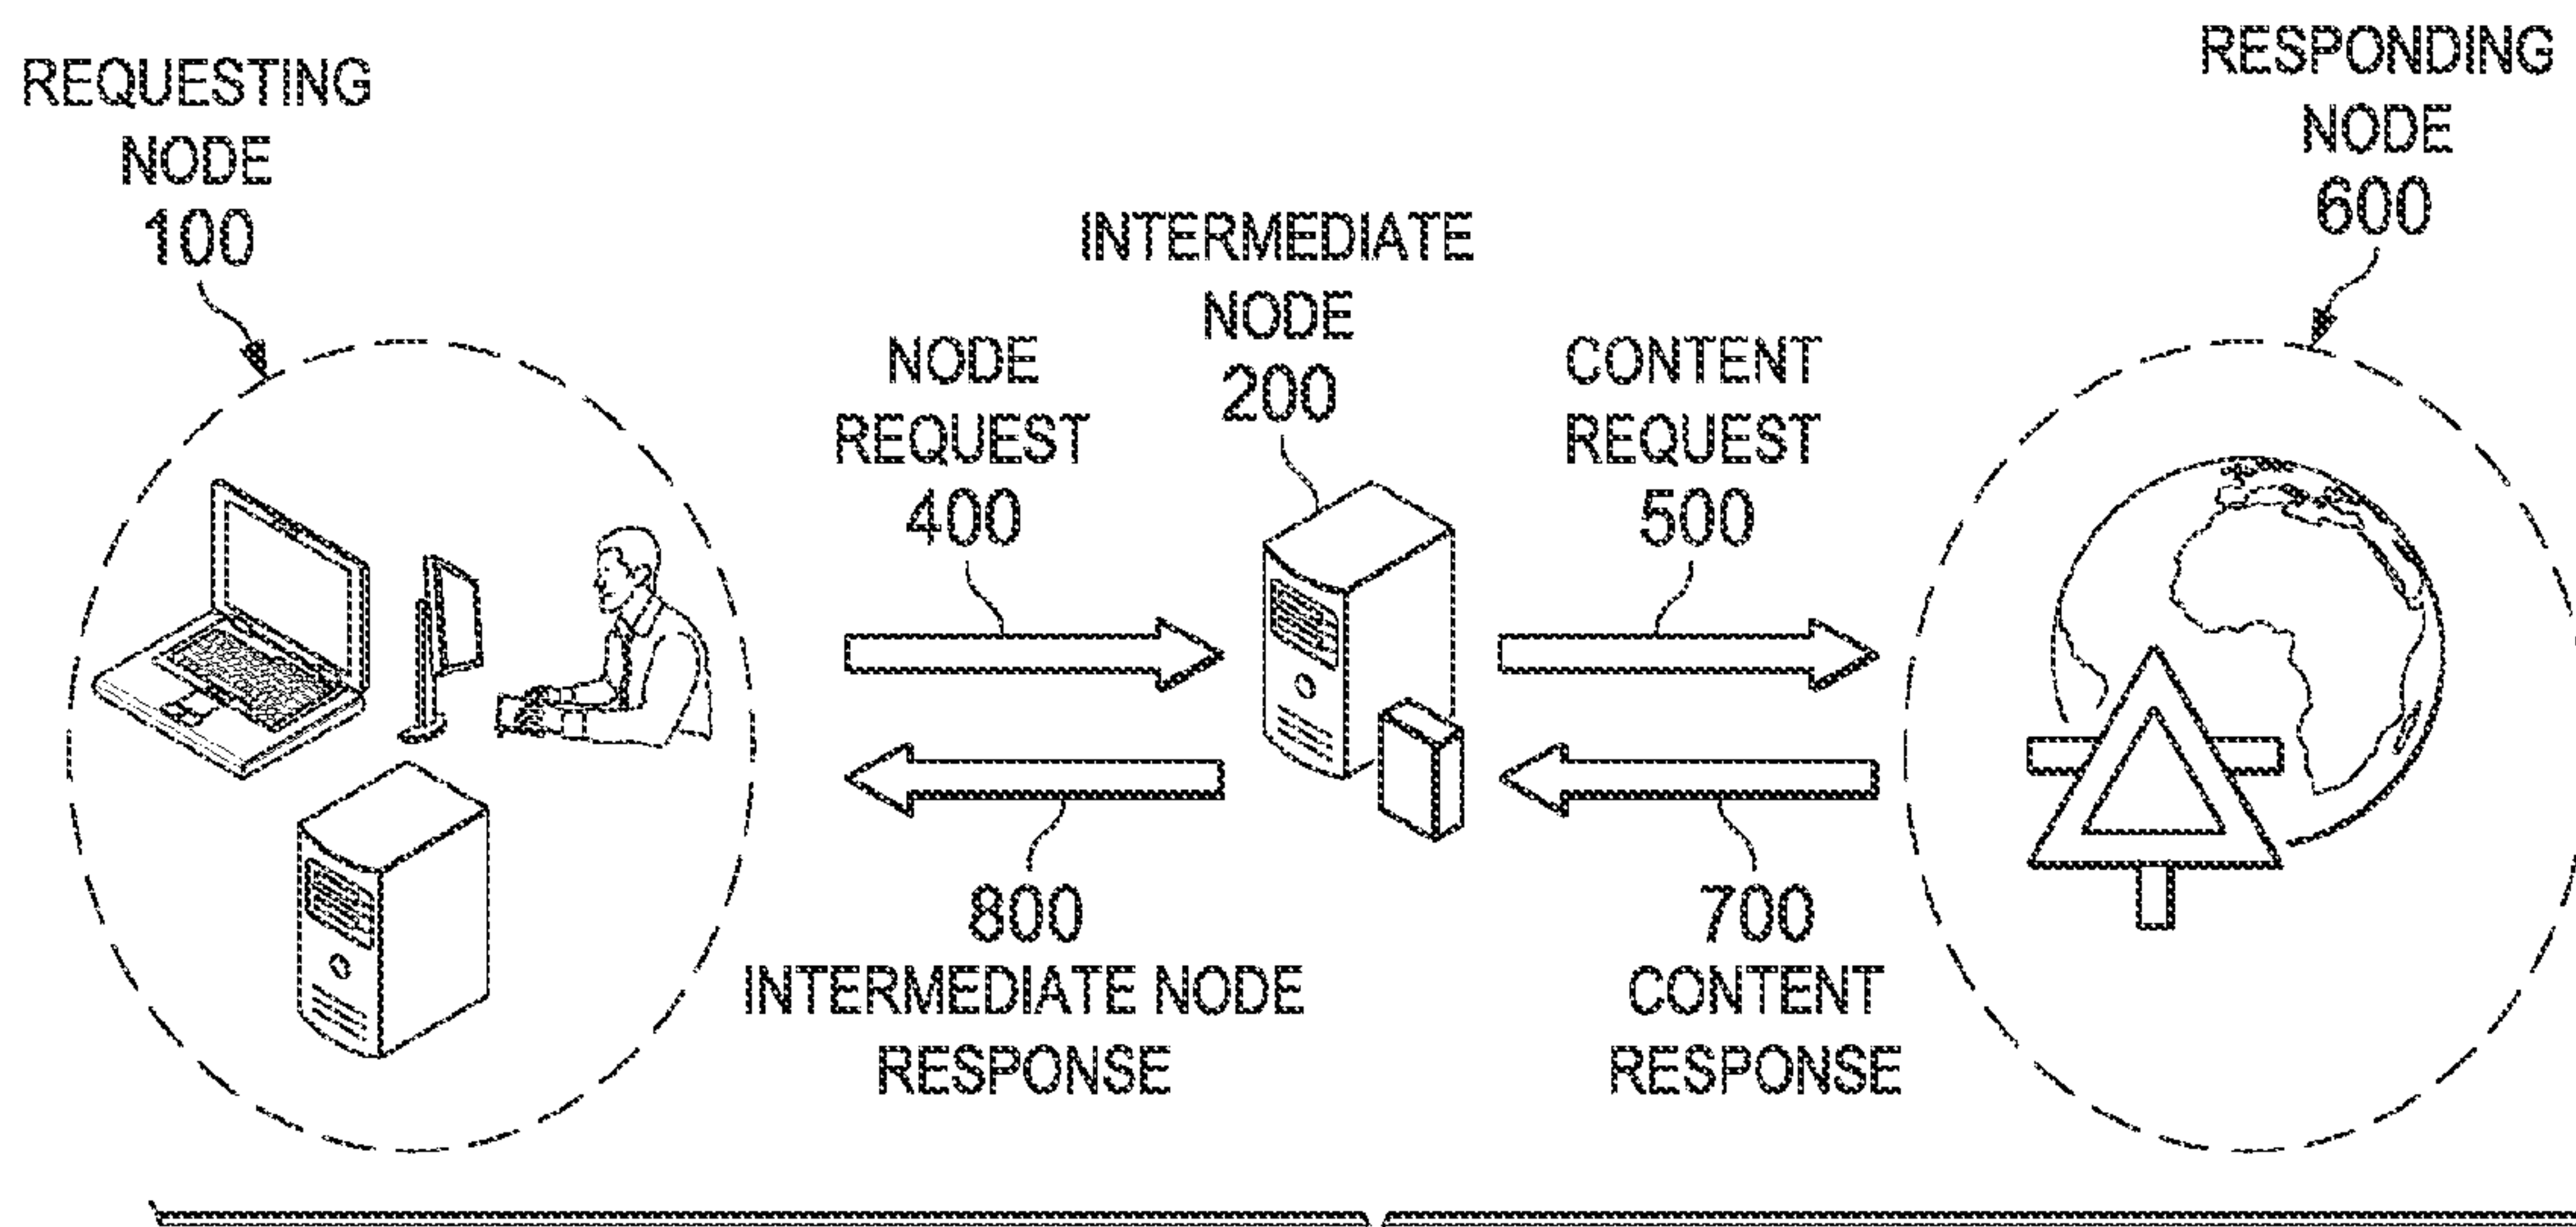 REQUESTING
NODE
100
NODE
REQUEST
400
INTERMEDIATE
NODE
200
CONTENT
REQUEST
500
RESPONDING
NODE
600
800
INTERMEDIATE NODE
RESPONSE
700
CONTENT
RESPONSE